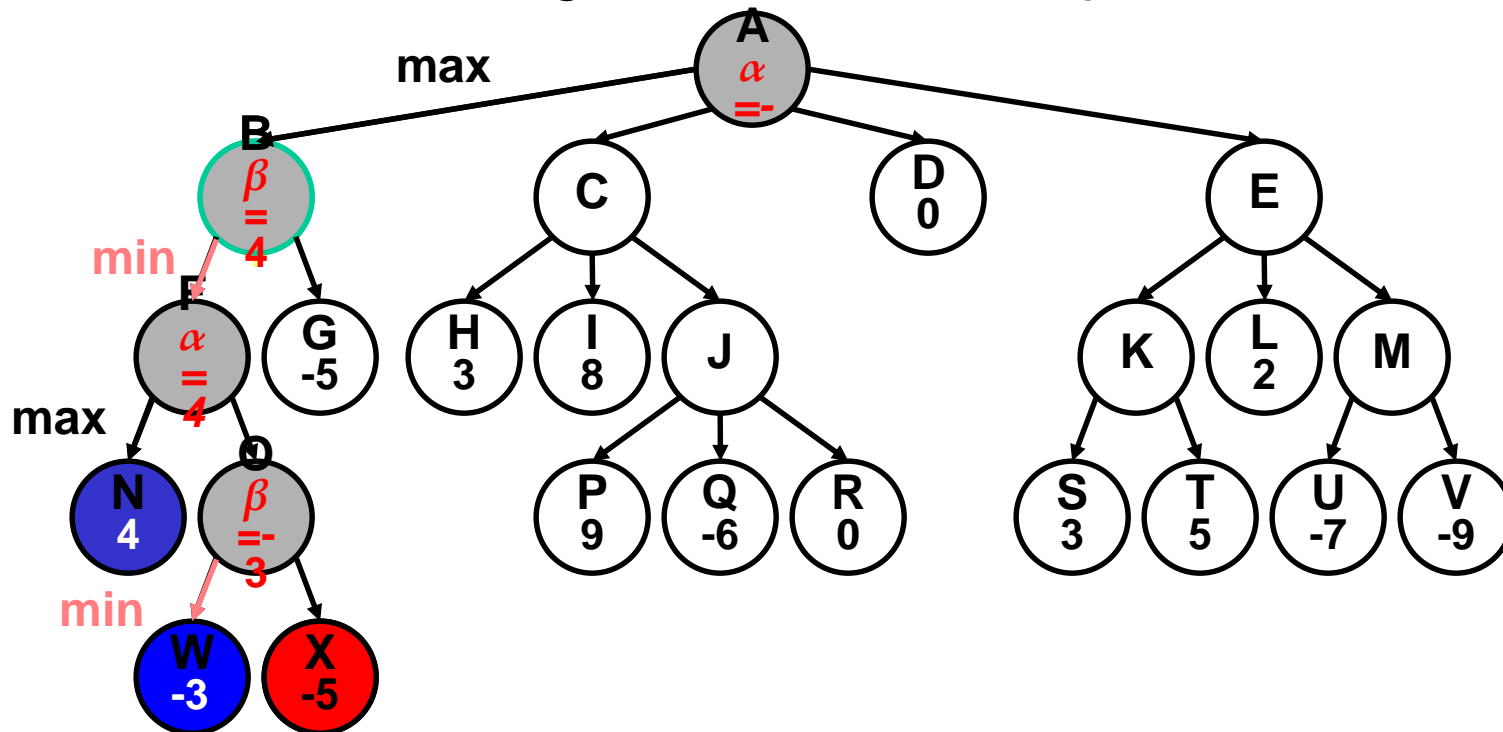 A
α
=-
max
B
β
=
4
C
D
0
E
min
F
α
=
4
G
-5
H
3
I
8
J
K
L
2
M
max
N
4
O
β
=-
3
P
9
Q
-6
R
0
S
3
T
5
U
-7
V
-9
min
W
-3
X
-5